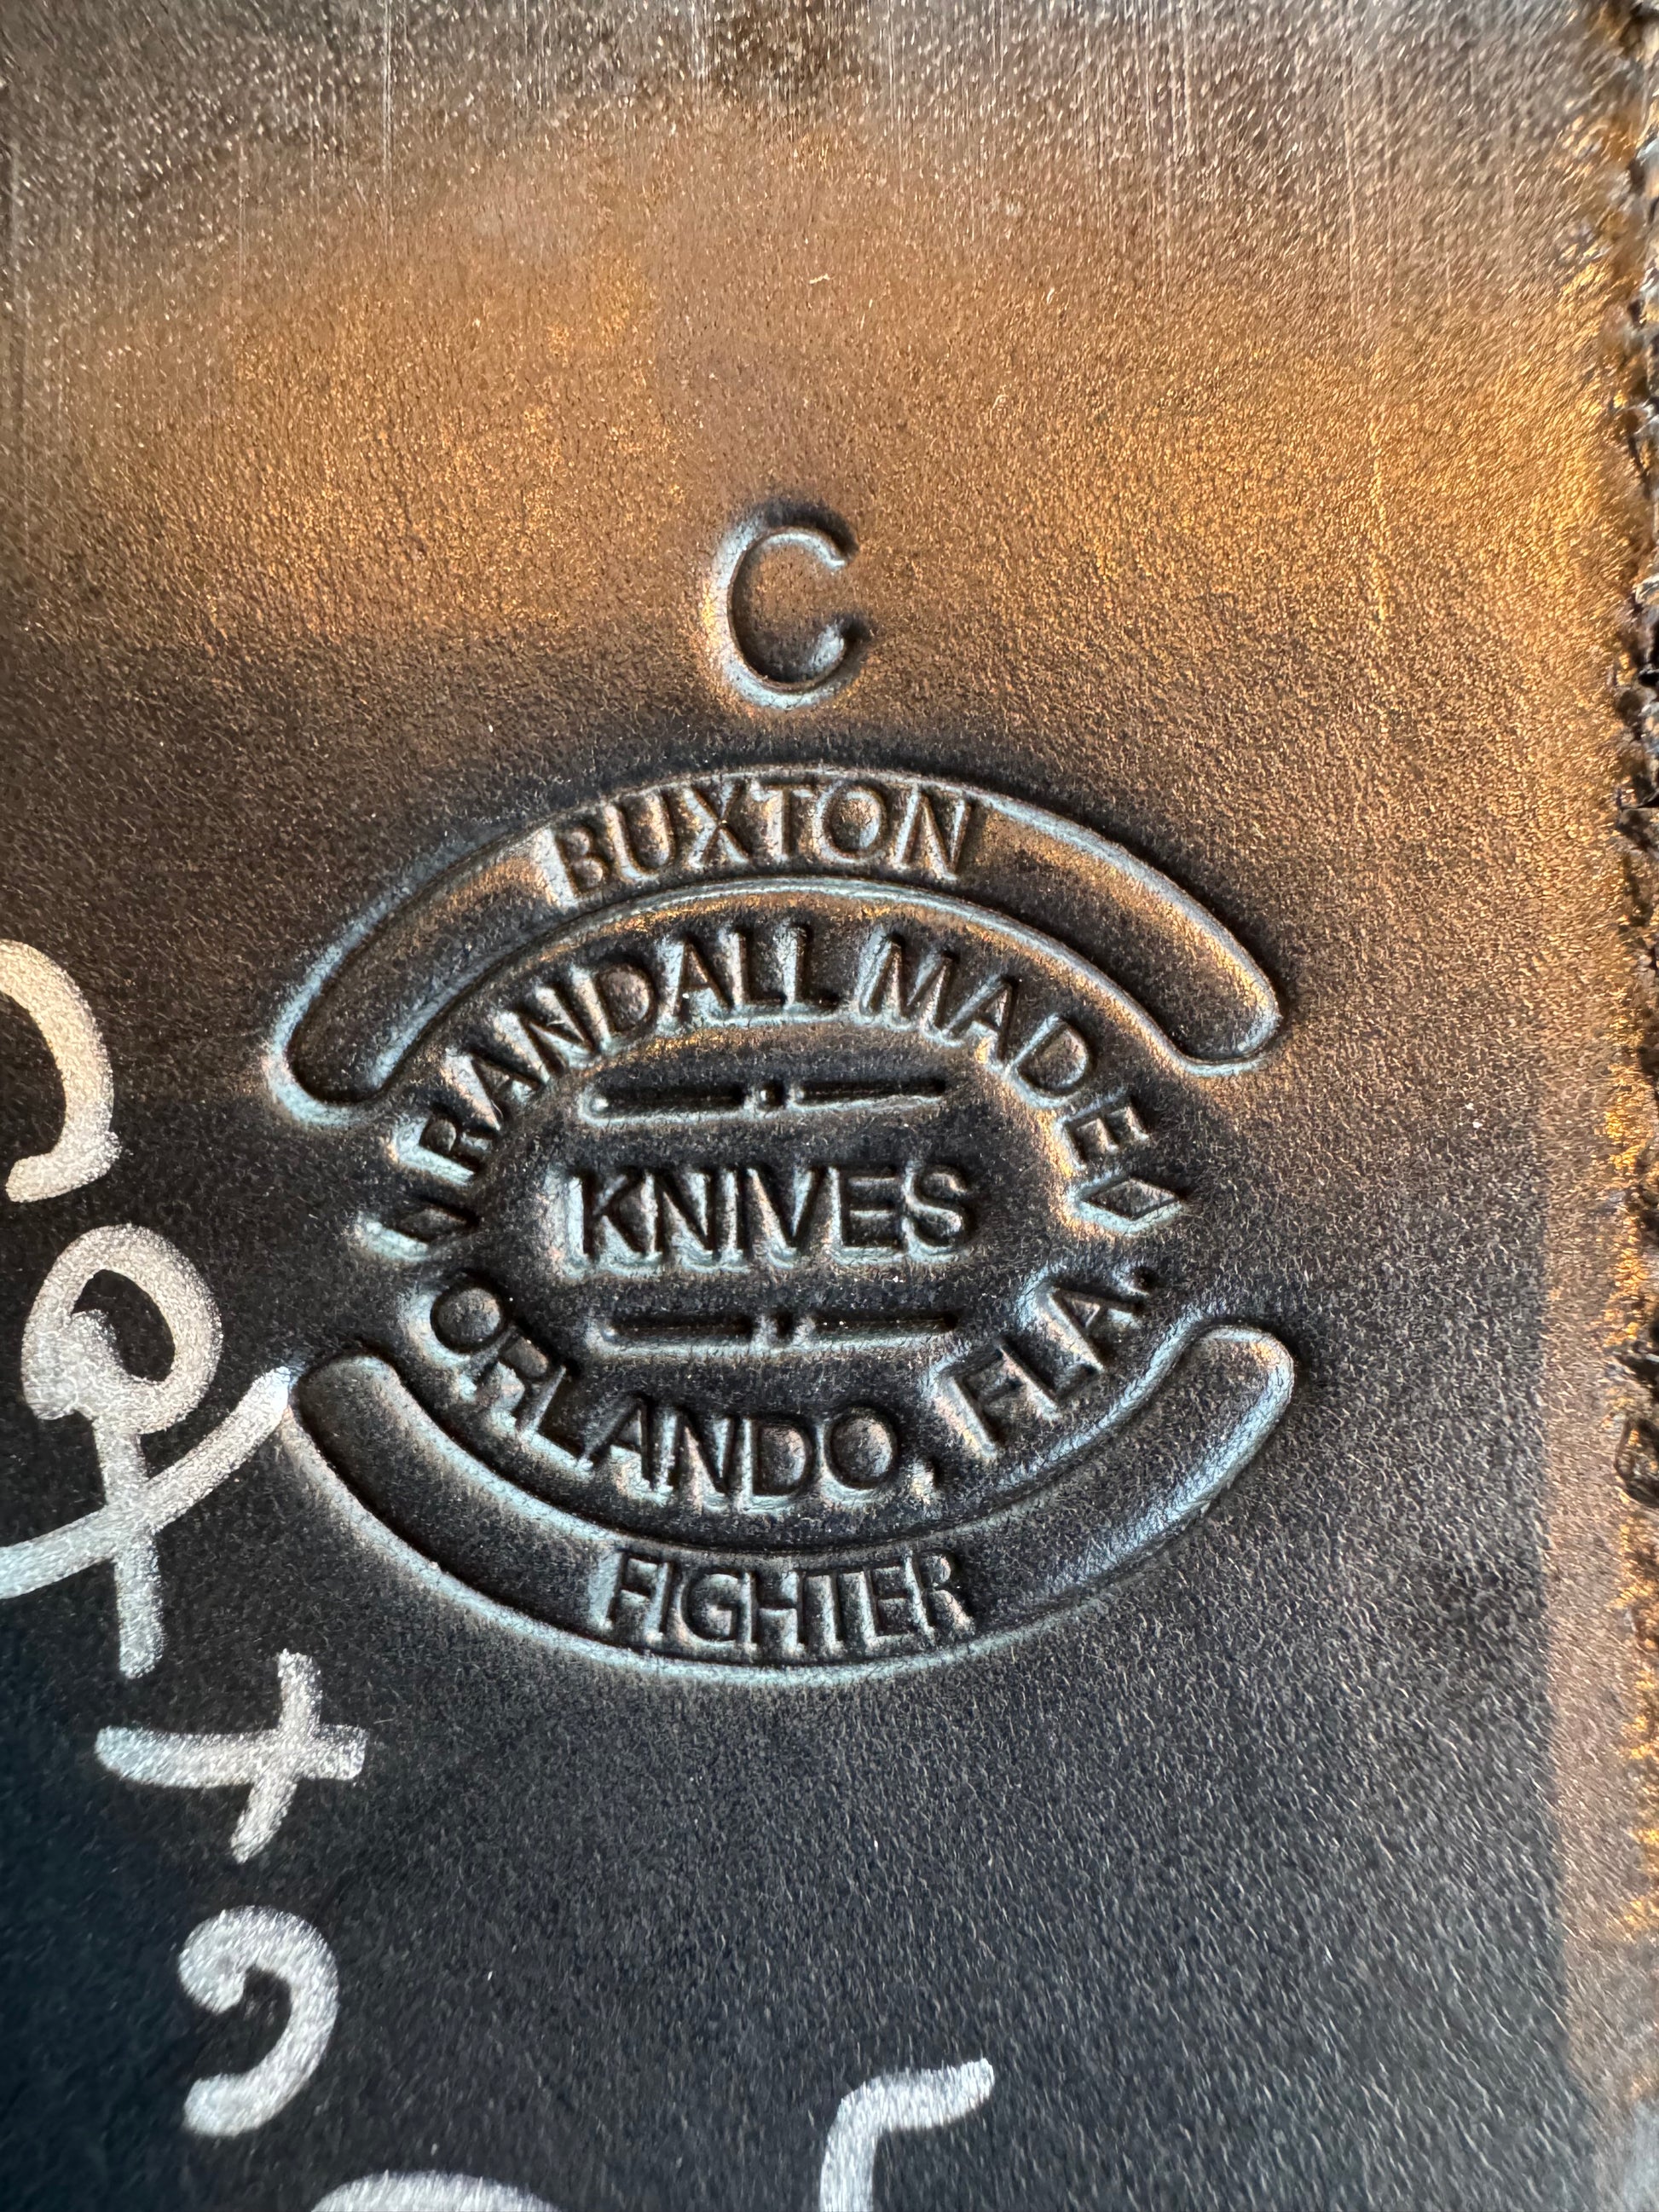 C
BUXTON
RANDALL MADE
KNIVES
ORLANDO, FLA.
FIGHTER